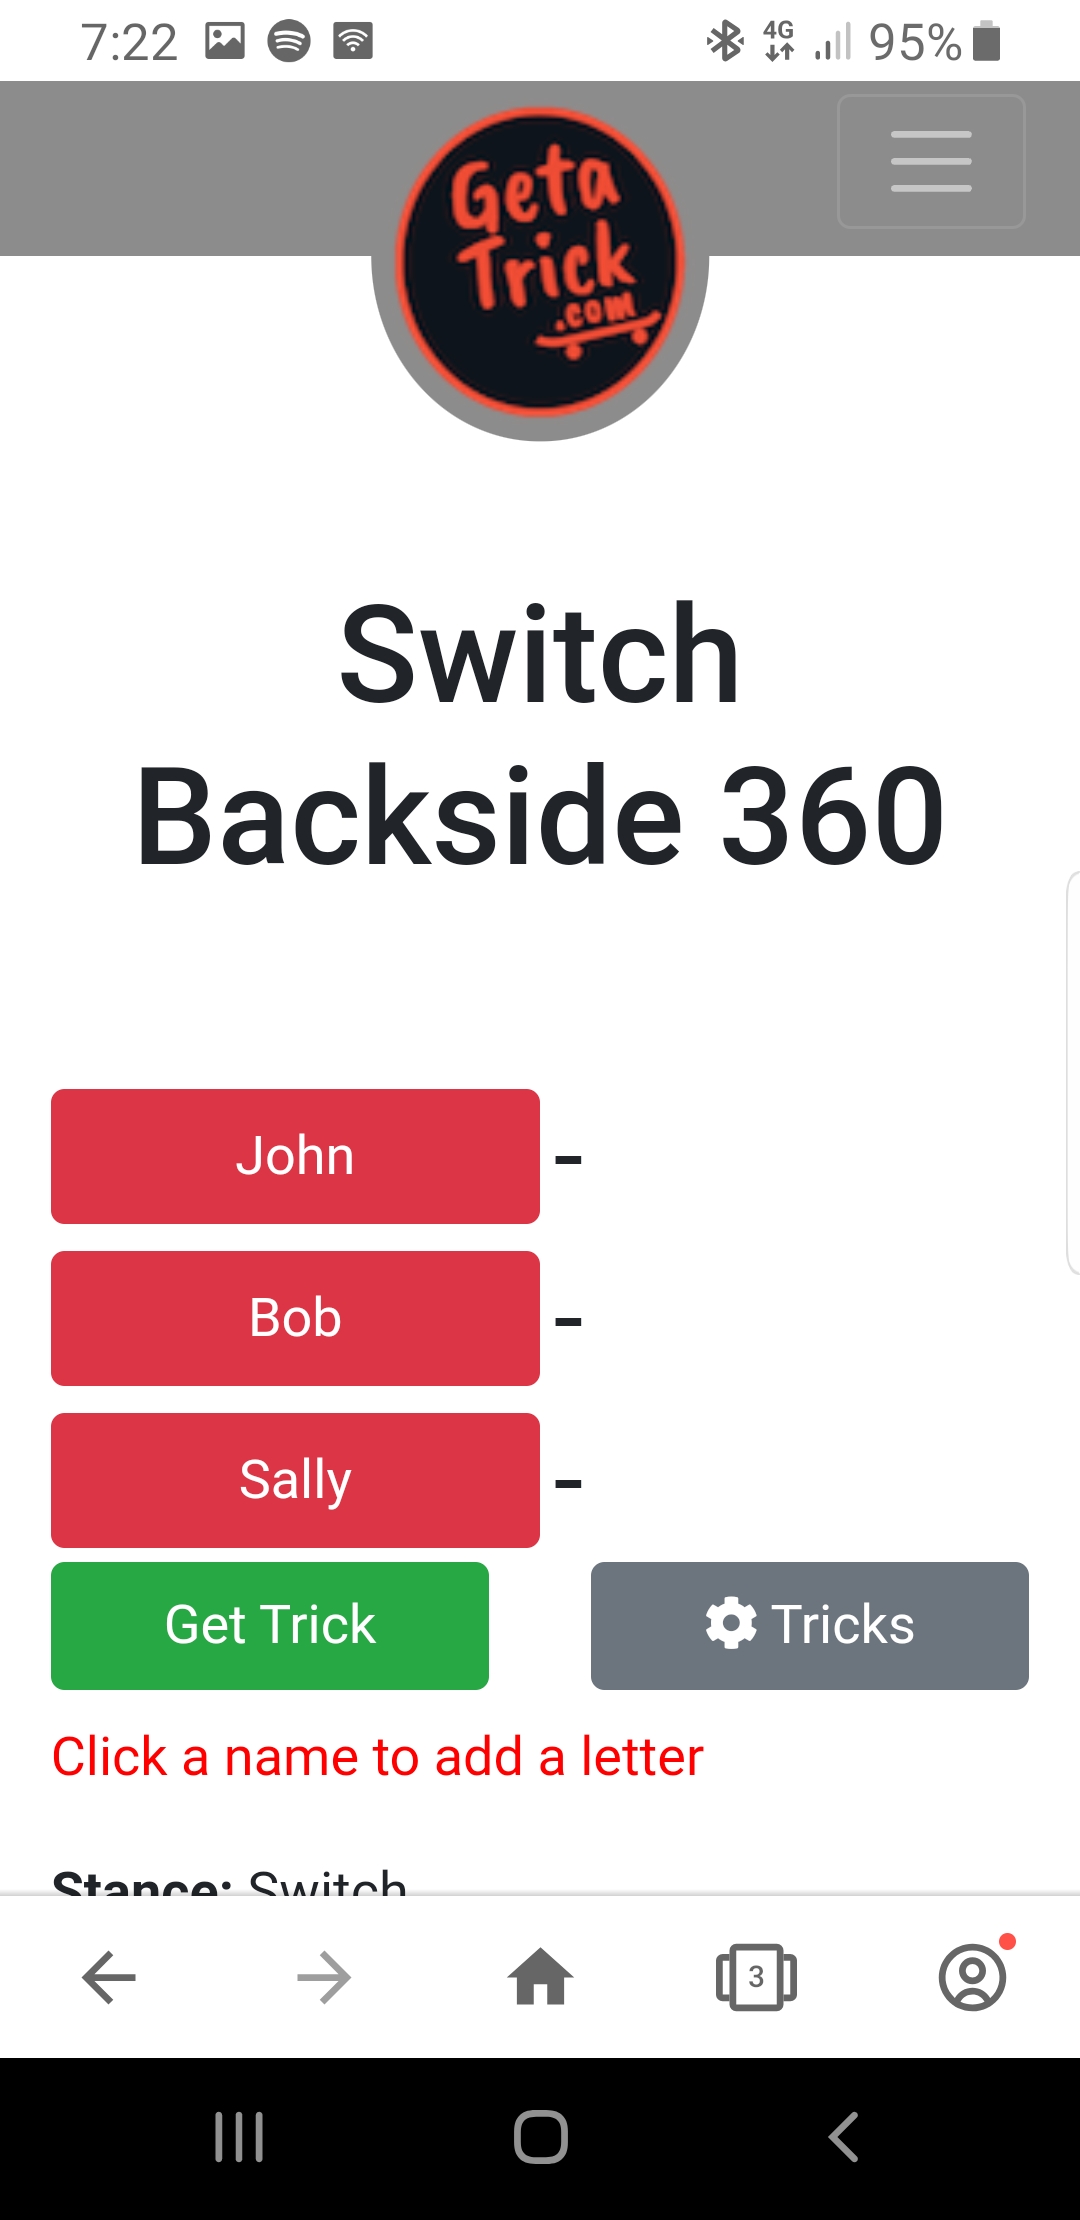 7:22 4G 95%
Geta
Trick
.com
Switch
Backside 360
John -
Bob -
Sally -
Get Trick Tricks
Click a name to add a letter
Stance: Switch
3